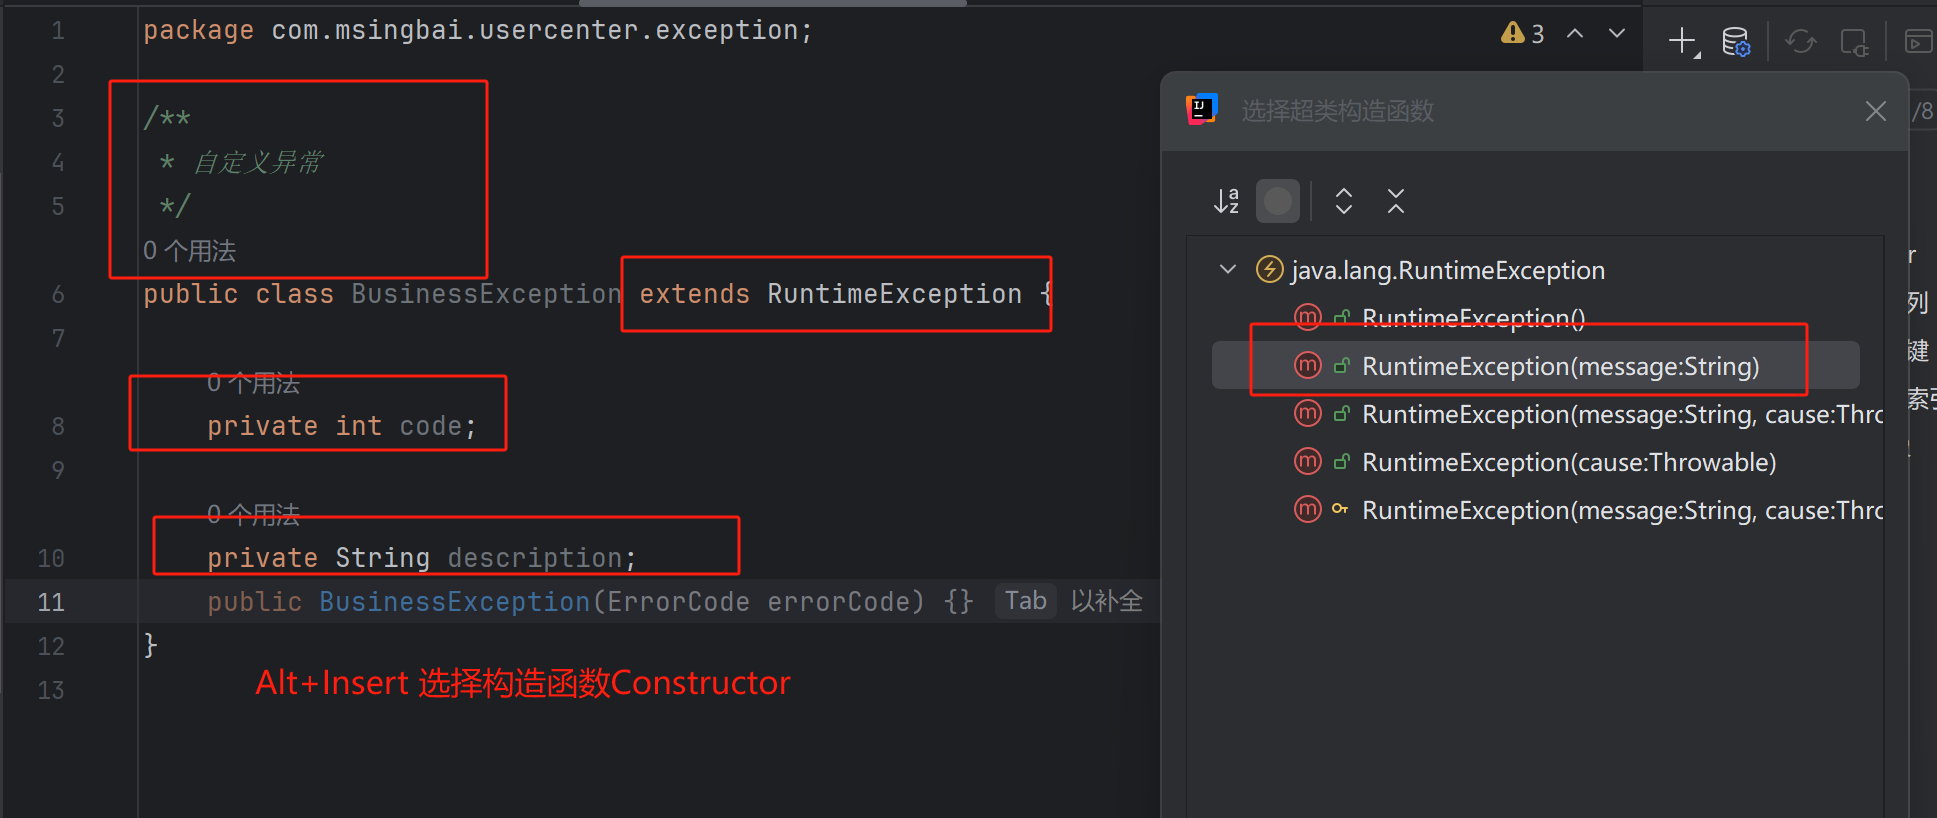 1 package com.msingbai.usercenter.exception;
2
3 /**
4 * 自定义异常
5 */
0 个用法
6 public class BusinessException extends RuntimeException {
7
0 个用法
8 private int code;
9
0 个用法
10 private String description;
11 public BusinessException(ErrorCode errorCode) {} Tab 以补全
12 }
13
Alt+Insert 选择构造函数Constructor
3
选择超类构造函数
java.lang.RuntimeException
RuntimeException()
RuntimeException(message:String)
RuntimeException(message:String, cause:Thro
RuntimeException(cause:Throwable)
RuntimeException(message:String, cause:Thro
/8
r
列
键